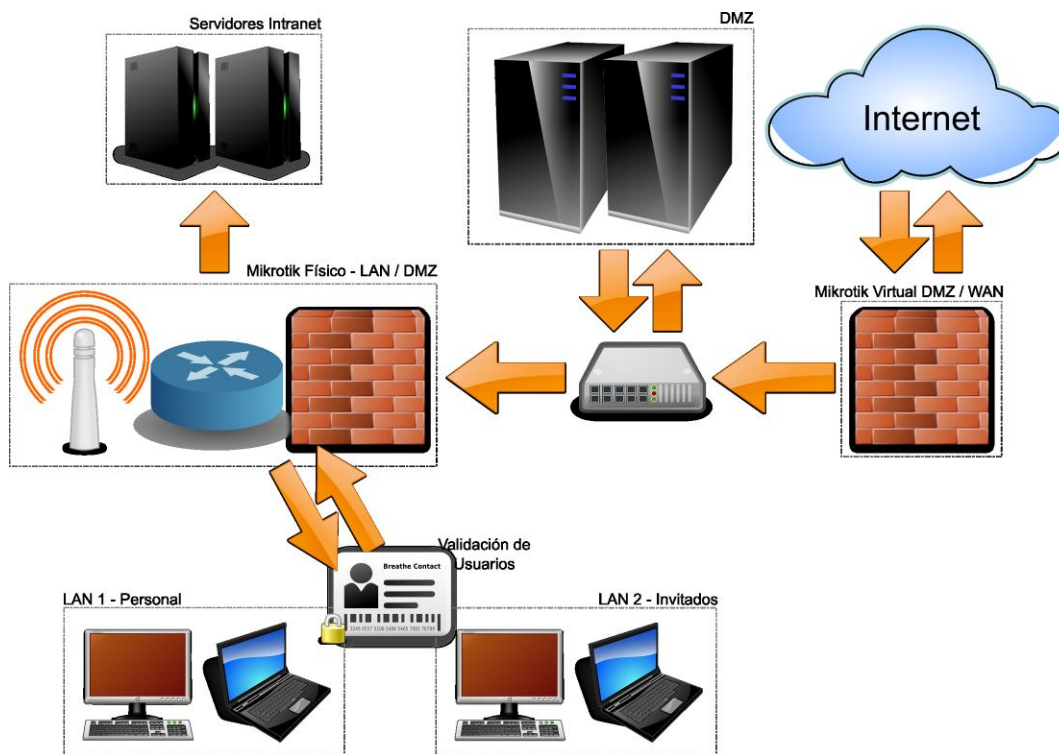 Servidores Intranet
DMZ
Internet
Mikrotik Físico - LAN / DMZ
Mikrotik Virtual DMZ / WAN
Validación de
Usuarios
Breathe Contact
LAN 1 - Personal
LAN 2 - Invitados